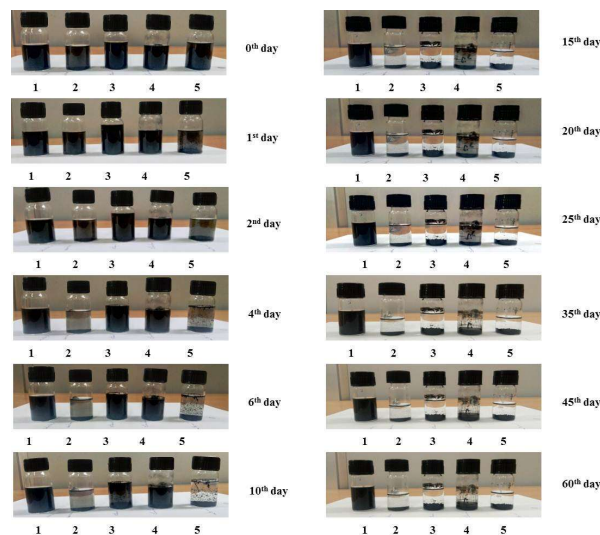 0th day
1 2 3 4 5
1st day
1 2 3 4 5
2nd day
1 2 3 4 5
4th day
1 2 3 4 5
6th day
1 2 3 4 5
10th day
1 2 3 4 5
15th day
1 2 3 4 5
20th day
1 2 3 4 5
25th day
1 2 3 4 5
35th day
1 2 3 4 5
45th day
1 2 3 4 5
60th day
1 2 3 4 5